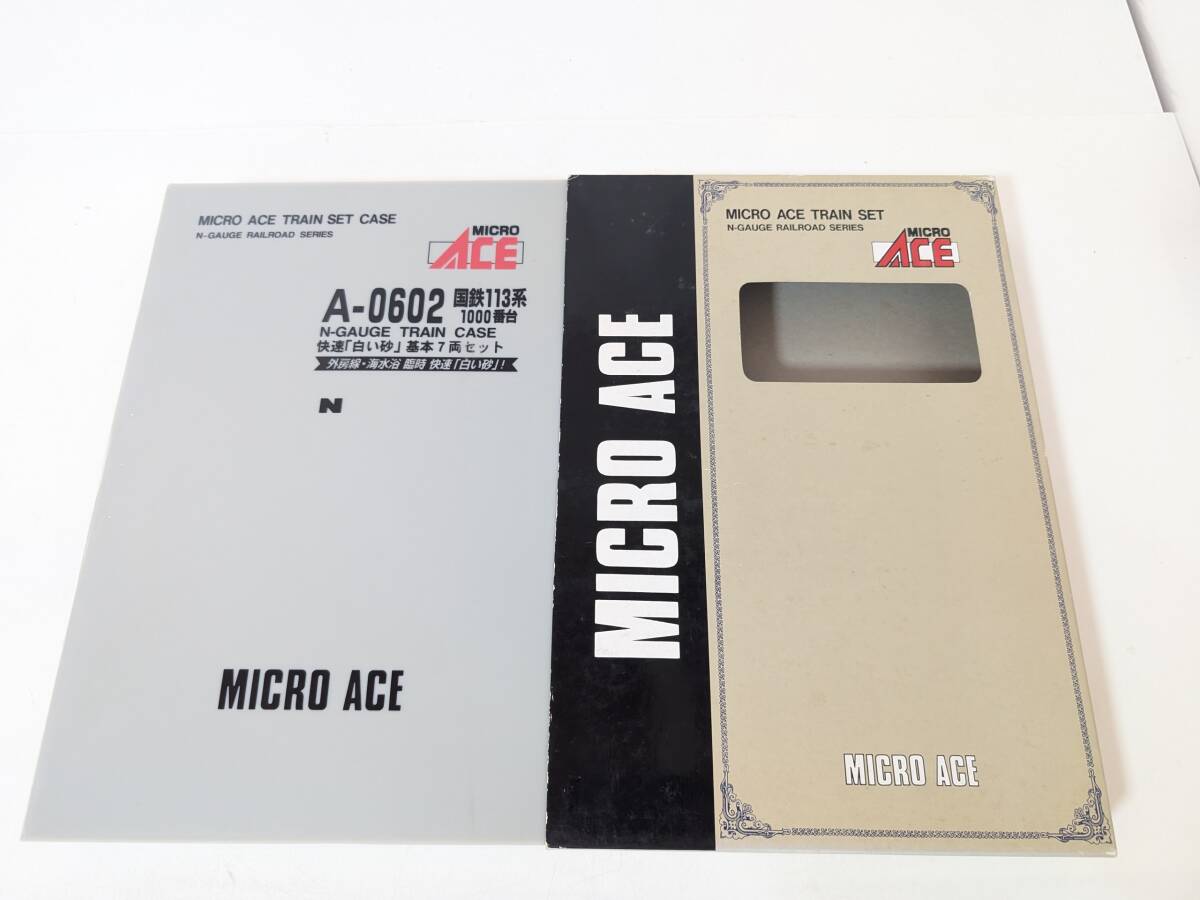 MICRO ACE TRAIN SET CASE
N-GAUGE RAILROAD SERIES
MICRO
ACE
A-0602 国鉄113系
1000番台
N-GAUGE TRAIN CASE
快速「白い砂」基本7両セット
外房線・海水浴 臨時 快速「白い砂」!
N
MICRO ACE
MICRO ACE
MICRO ACE TRAIN SET
N-GAUGE RAILROAD SERIES
MICRO
ACE
MICRO ACE